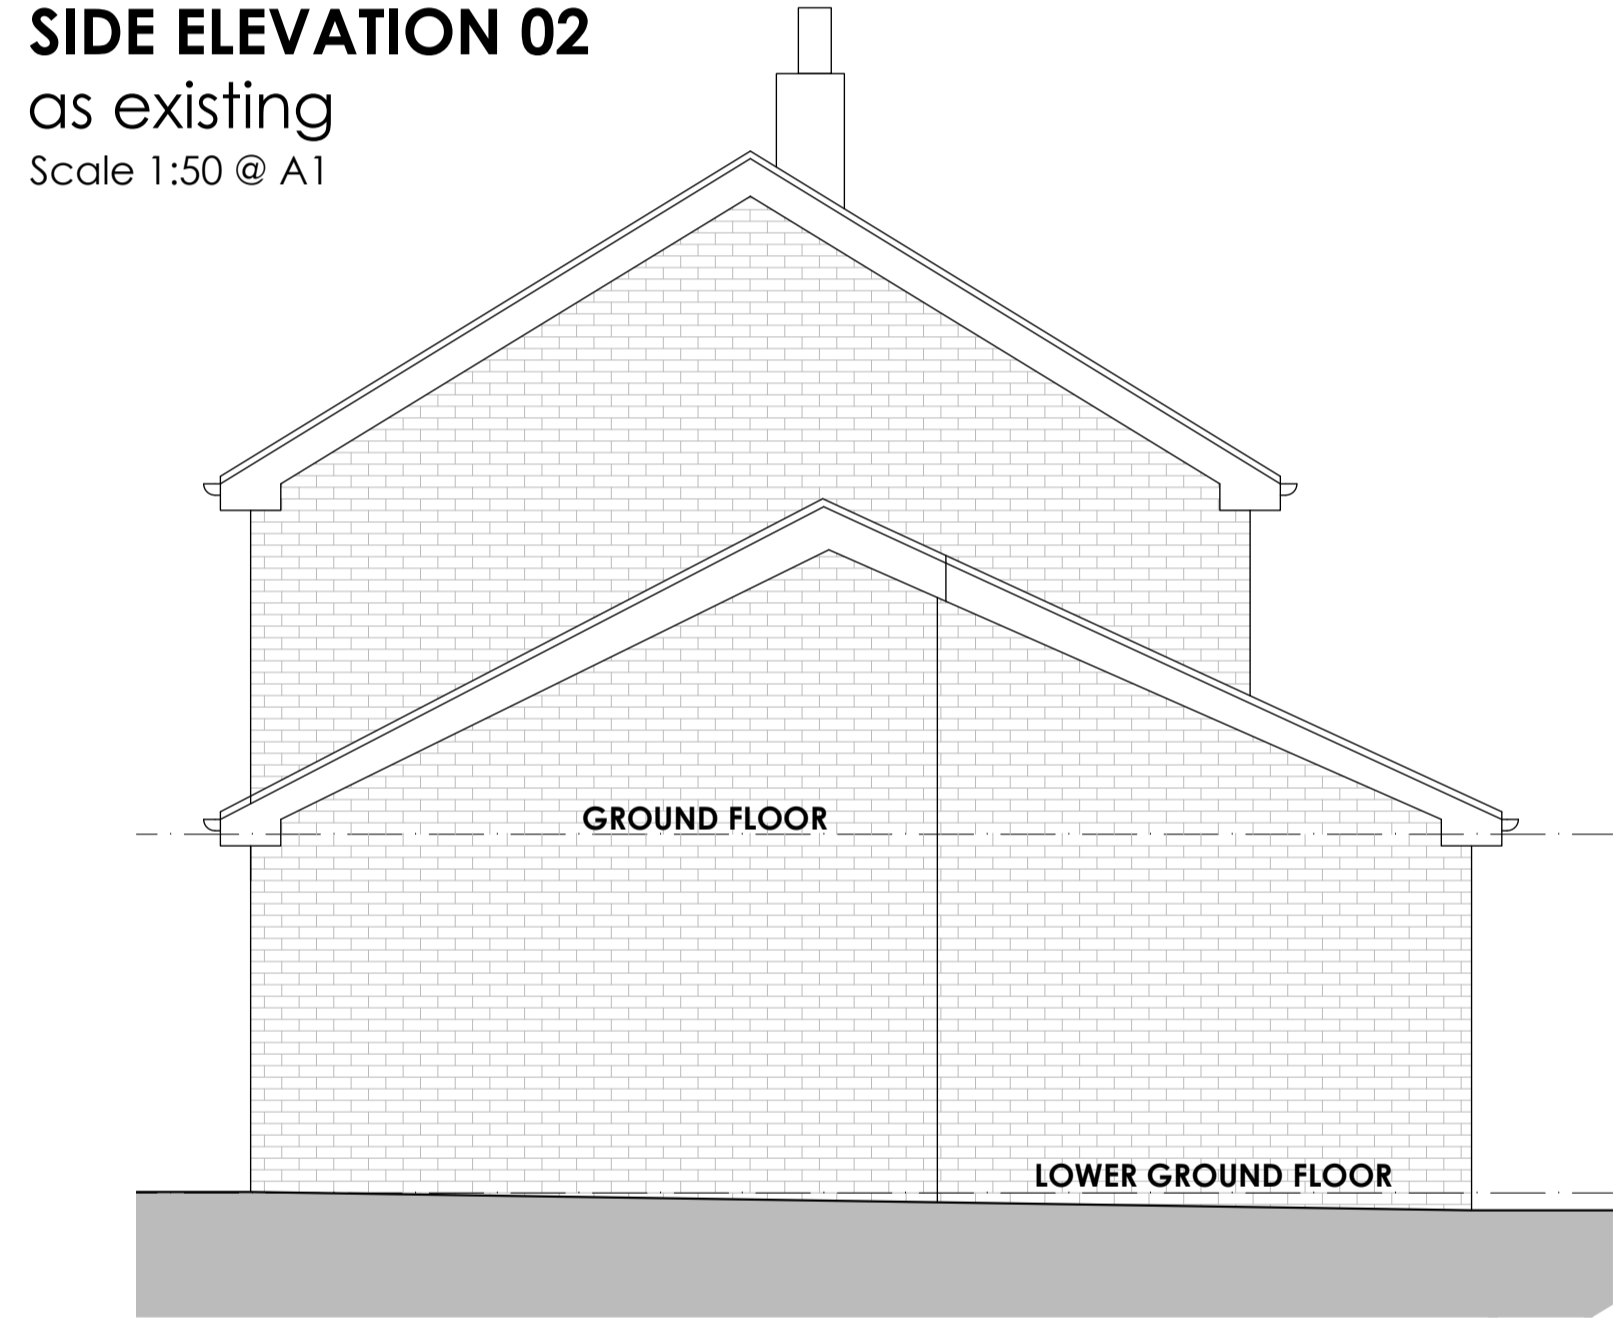 SIDE ELEVATION 02
as existing
Scale 1:50 @ A1
GROUND FLOOR
LOWER GROUND FLOOR